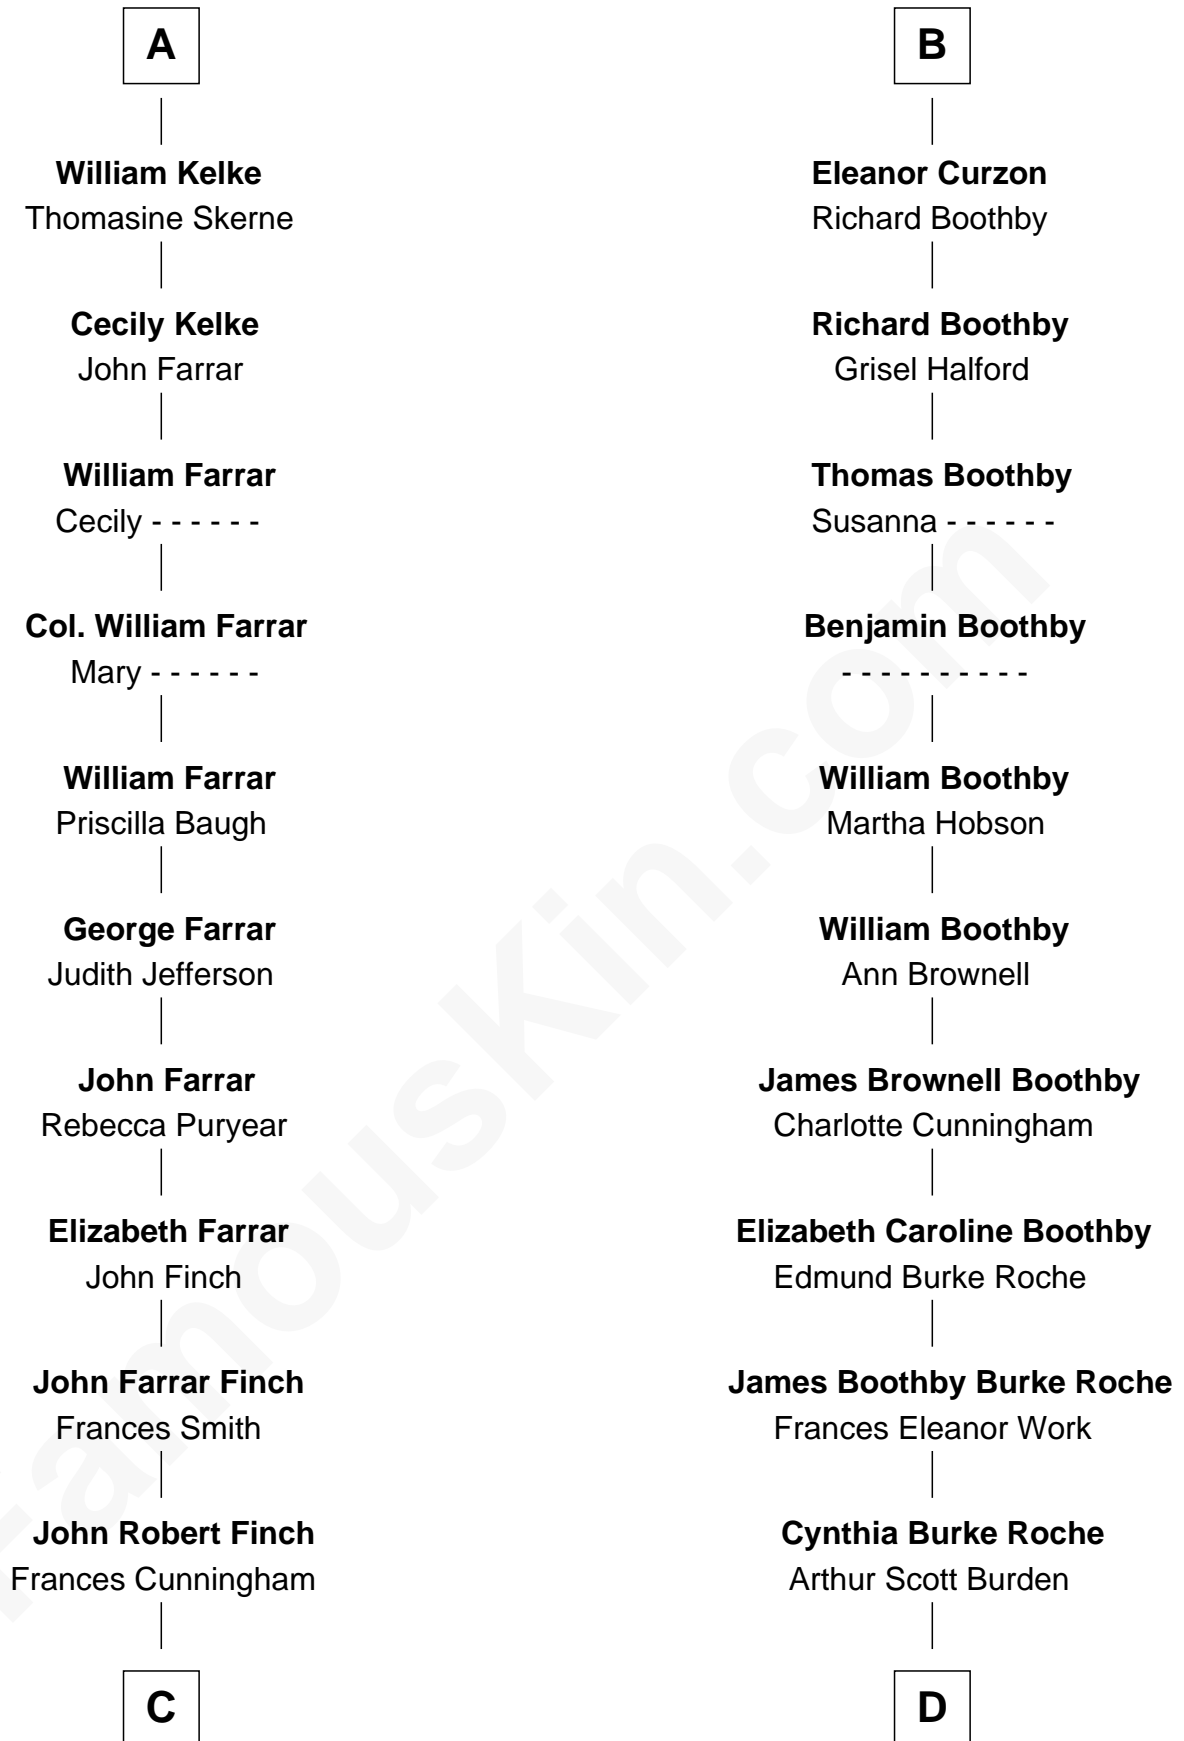 A
William Kelke
Thomasine Skerne
Cecily Kelke
John Farrar
William Farrar
Cecily - - - - - -
Col. William Farrar
Mary - - - - - -
William Farrar
Priscilla Baugh
George Farrar
Judith Jefferson
John Farrar
Rebecca Puryear
Elizabeth Farrar
John Finch
John Farrar Finch
Frances Smith
John Robert Finch
Frances Cunningham
C
B
Eleanor Curzon
Richard Boothby
Richard Boothby
Grisel Halford
Thomas Boothby
Susanna - - - - - -
Benjamin Boothby
- - - - - - - - - -
William Boothby
Martha Hobson
William Boothby
Ann Brownell
James Brownell Boothby
Charlotte Cunningham
Elizabeth Caroline Boothby
Edmund Burke Roche
James Boothby Burke Roche
Frances Eleanor Work
Cynthia Burke Roche
Arthur Scott Burden
D
FamousKin.com